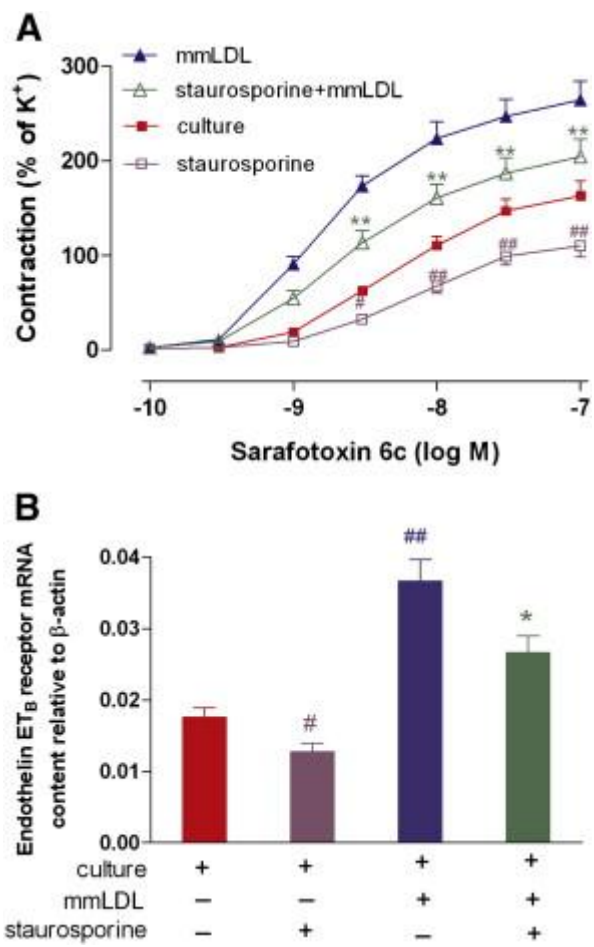 A
mmLDL
staurosporine+mmLDL
culture
staurosporine
Contraction (% of K⁺)
300
200
100
0
**
**
**
**
#
##
##
##
-10
-9
-8
-7
Sarafotoxin 6c (log M)
B
Endothelin ET_B receptor mRNA
content relative to β-actin
0.04
0.03
0.02
0.01
0.00
#
##
*
culture + + + +
mmLDL – – + +
staurosporine – + – +